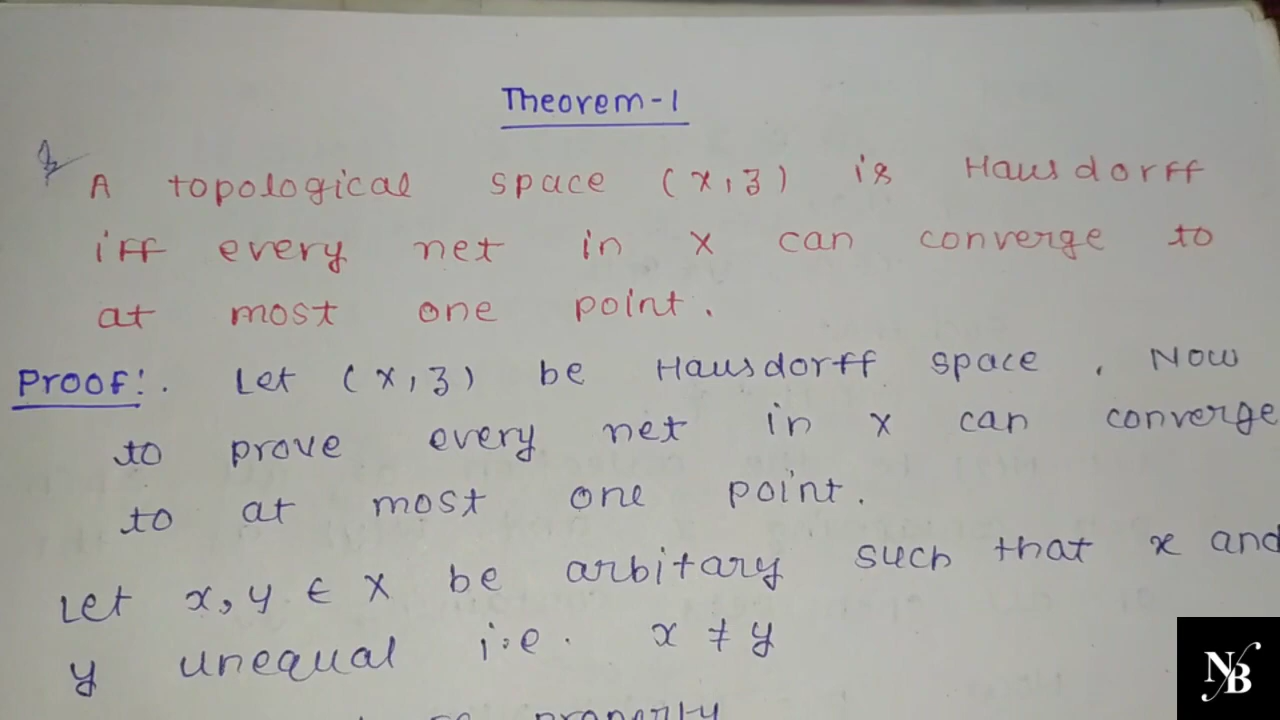 Theorem-1
A topological space (X,ℑ) is Hausdorff
iff every net in X can converge to
at most one point.
Proof:. Let (X,ℑ) be Hausdorff space. Now
to prove every net in X can converge
to at most one point.
Let x,y ∈ X be arbitary such that x and
y unequal i.e. x ≠ y
property
NB